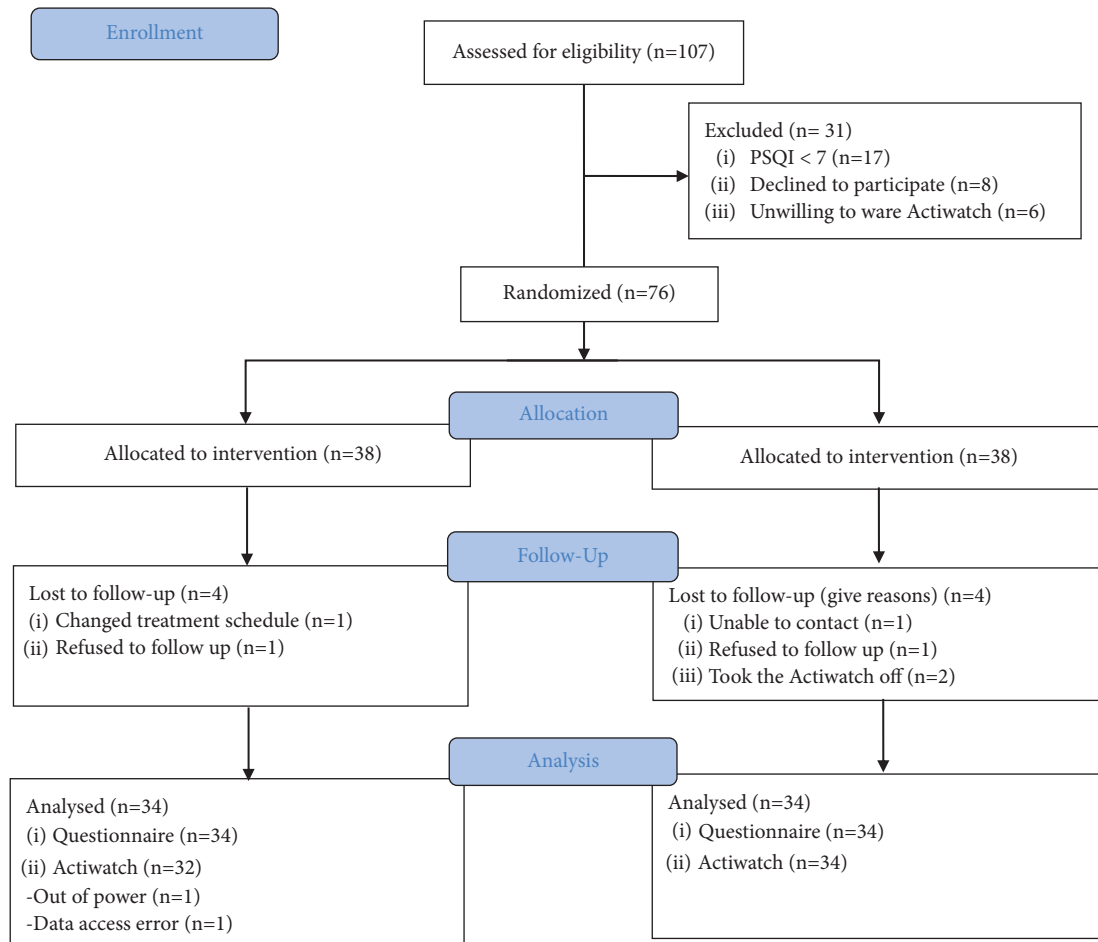 Enrollment
Assessed for eligibility (n=107)
Excluded (n= 31)
(i) PSQI < 7 (n=17)
(ii) Declined to participate (n=8)
(iii) Unwilling to ware Actiwatch (n=6)
Randomized (n=76)
Allocation
Allocated to intervention (n=38)
Allocated to intervention (n=38)
Follow-Up
Lost to follow-up (n=4)
(i) Changed treatment schedule (n=1)
(ii) Refused to follow up (n=1)
Lost to follow-up (give reasons) (n=4)
(i) Unable to contact (n=1)
(ii) Refused to follow up (n=1)
(iii) Took the Actiwatch off (n=2)
Analysis
Analysed (n=34)
(i) Questionnaire (n=34)
(ii) Actiwatch (n=32)
-Out of power (n=1)
-Data access error (n=1)
Analysed (n=34)
(i) Questionnaire (n=34)
(ii) Actiwatch (n=34)